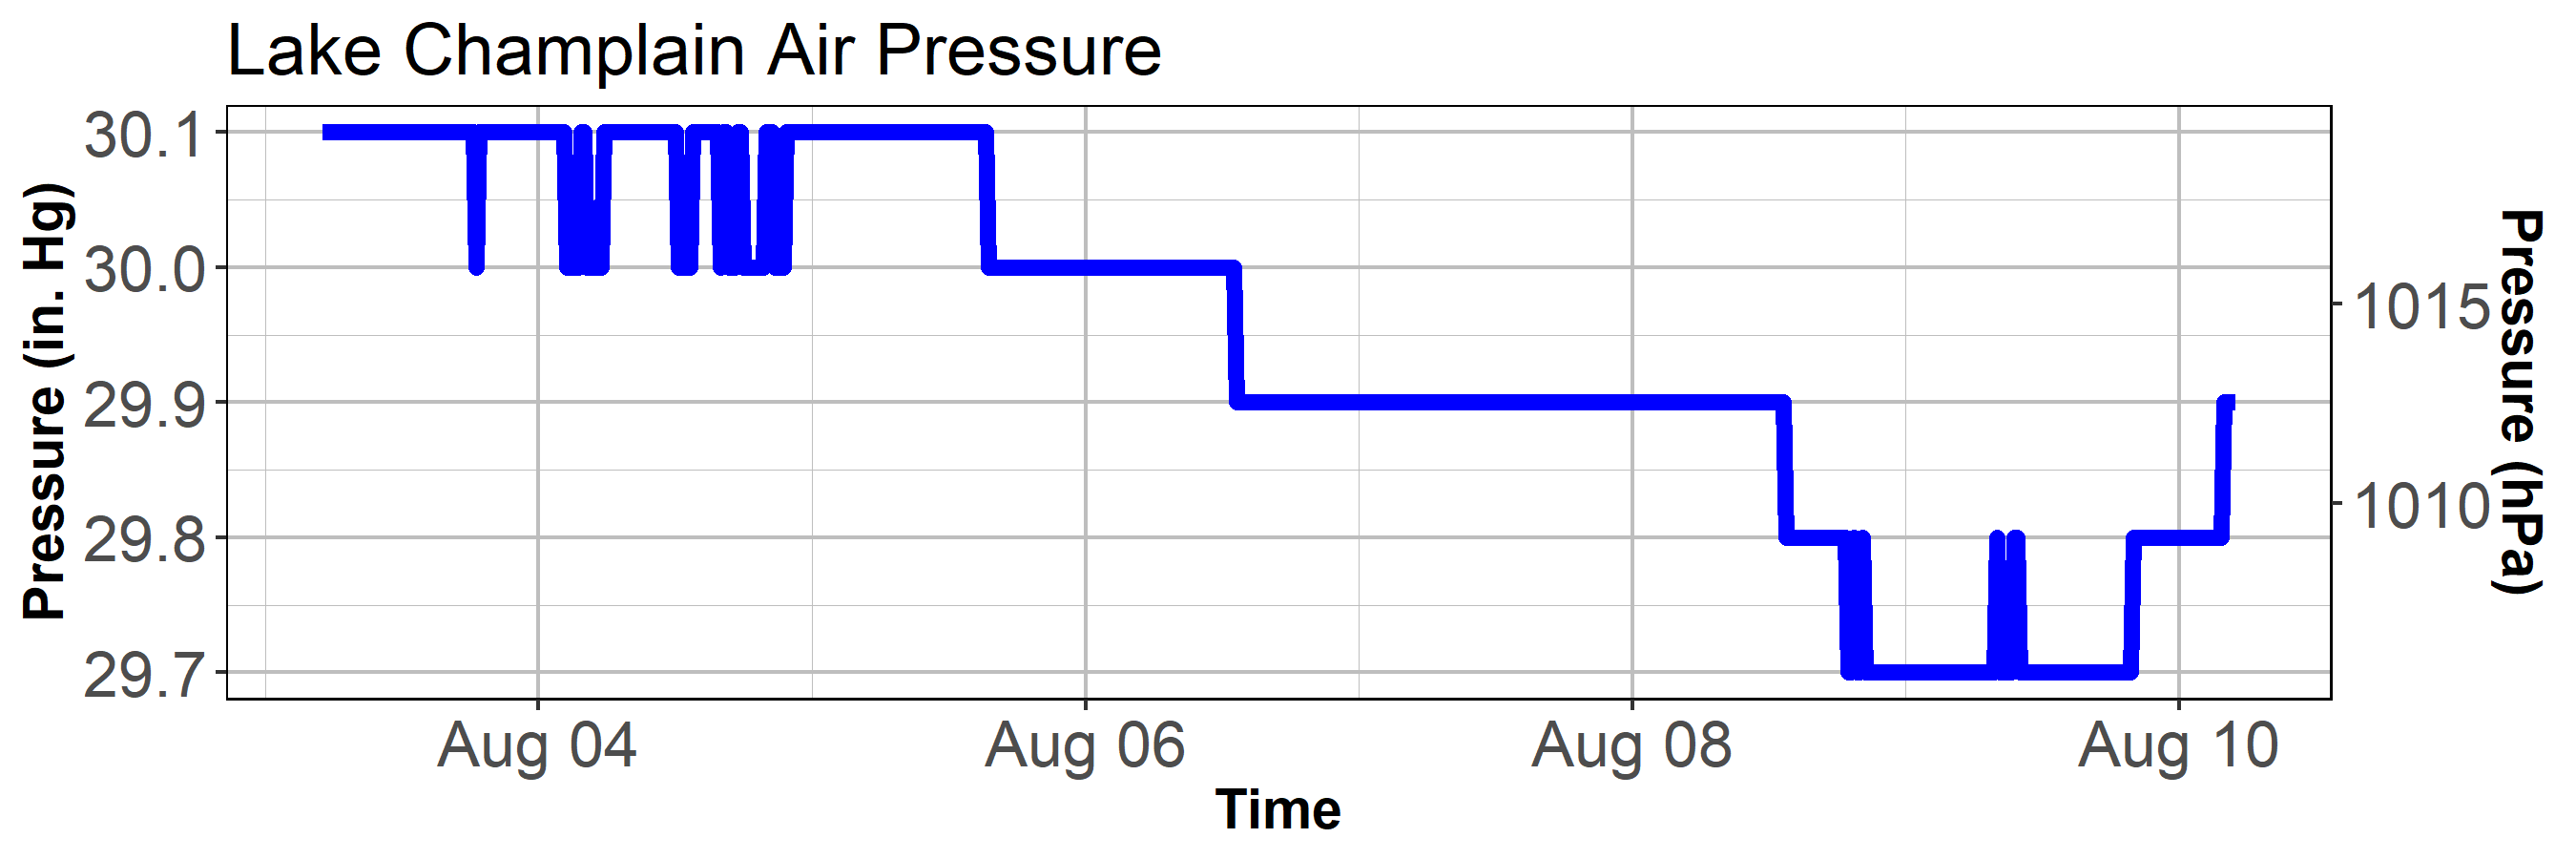 Lake Champlain Air Pressure
Pressure (in. Hg)
30.1
30.0
29.9
29.8
29.7
1015
1010
Pressure (hPa)
Aug 04 Aug 06 Aug 08 Aug 10
Time